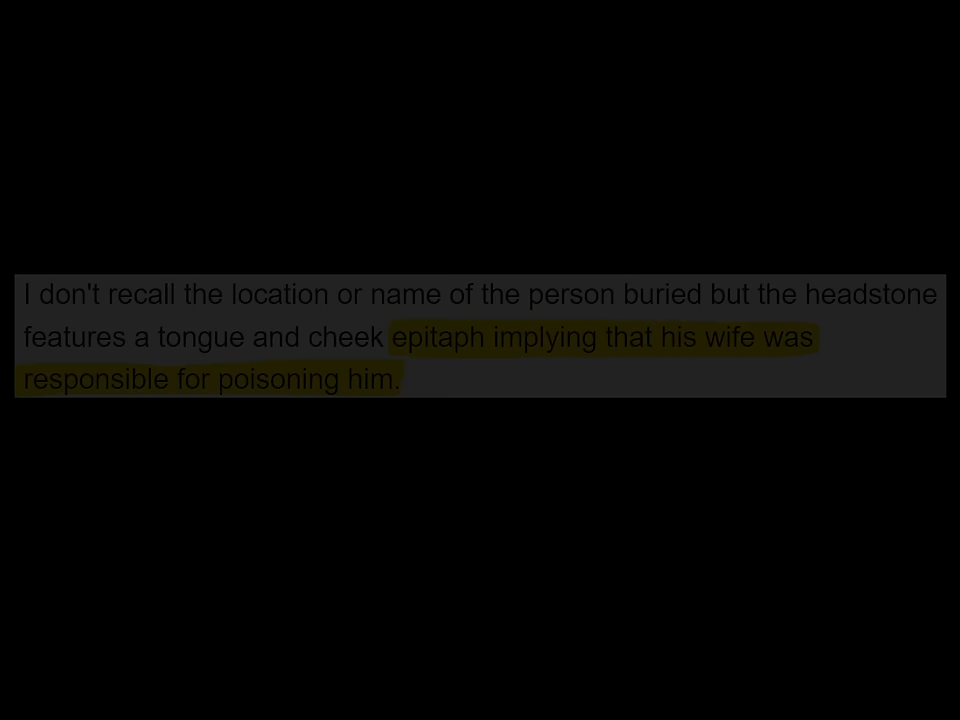 I don't recall the location or name of the person buried but the headstone
features a tongue and cheek epitaph implying that his wife was
responsible for poisoning him.